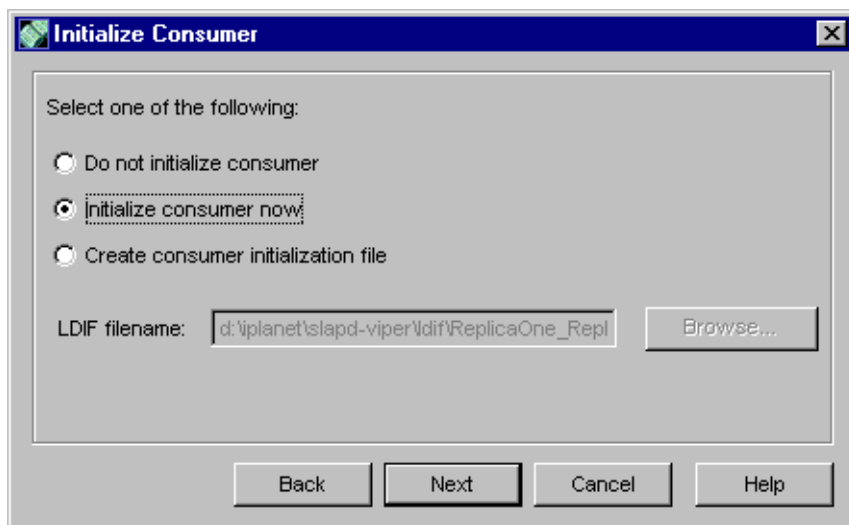 Initialize Consumer
Select one of the following:
Do not initialize consumer
Initialize consumer now
Create consumer initialization file
LDIF filename: d:\iplanet\slapd-viper\ldif\ReplicaOne_Repl Browse...
Back Next Cancel Help